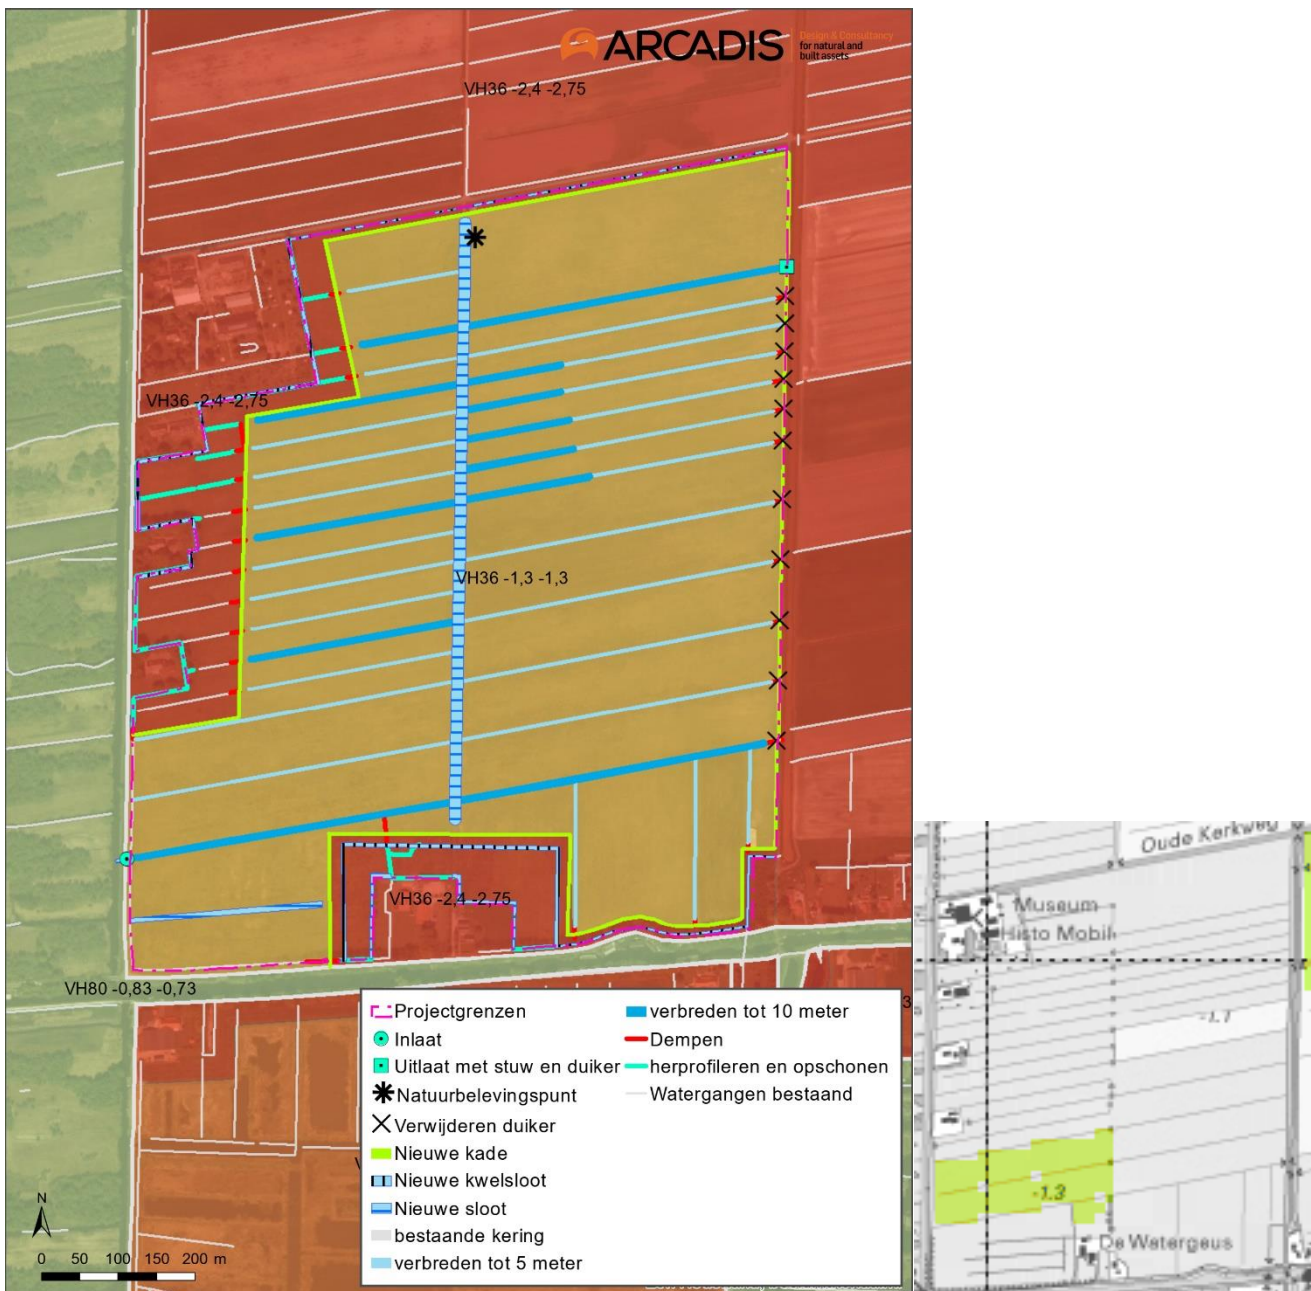 ARCADIS
Design & Consultancy
for natural and
built assets
VH36 -2,4 -2,75
VH36 -2,4 -2,75
VH36 -1,3 -1,3
VH36 -2,4 -2,75
VH80 -0,83 -0,73
Projectgrenzen
Inlaat
Uitlaat met stuw en duiker
Natuurbelevingspunt
Verwijderen duiker
Nieuwe kade
Nieuwe kwelsloot
Nieuwe sloot
bestaande kering
verbreden tot 5 meter
verbreden tot 10 meter
Dempen
herprofileren en opschonen
Watergangen bestaand
N
0 50 100 150 200 m
Oude Kerkweg
Museum
Histo Mobil
-1.1
-1.3
De Watergeus